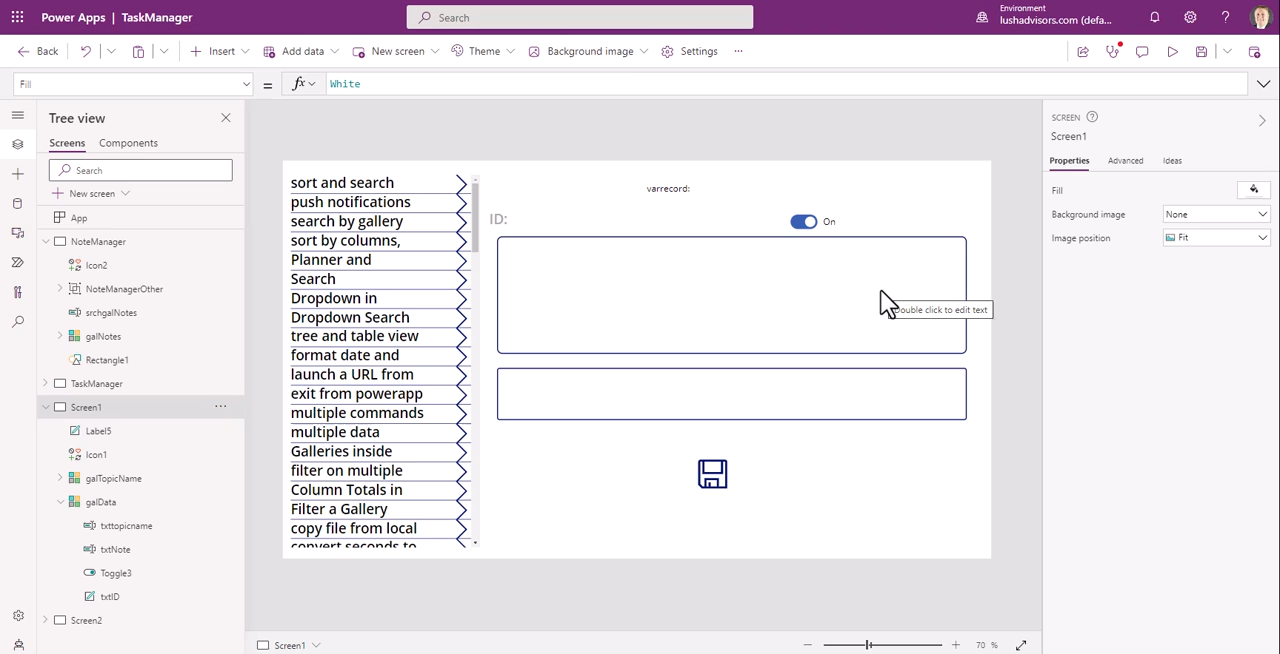 Power Apps | TaskManager
Search
Environment
lushadvisors.com (defa...
Back
Insert
Add data
New screen
Theme
Background image
Settings
Fill
=
fx
White
Tree view
Screens
Components
Search
New screen
App
NoteManager
Icon2
NoteManagerOther
srchgalNotes
galNotes
Rectangle1
TaskManager
Screen1
Label5
Icon1
galTopicName
galData
txttopicname
txtNote
Toggle3
txtID
Screen2
sort and search
push notifications
search by gallery
sort by columns,
Planner and
Search
Dropdown in
Dropdown Search
tree and table view
format date and
launch a URL from
exit from powerapp
multiple commands
multiple data
Galleries inside
filter on multiple
Column Totals in
Filter a Gallery
copy file from local
convert seconds to
varrecord:
ID:
On
Double click to edit text
Screen1
70 %
SCREEN
Screen1
Properties
Advanced
Ideas
Fill
Background image
None
Image position
Fit